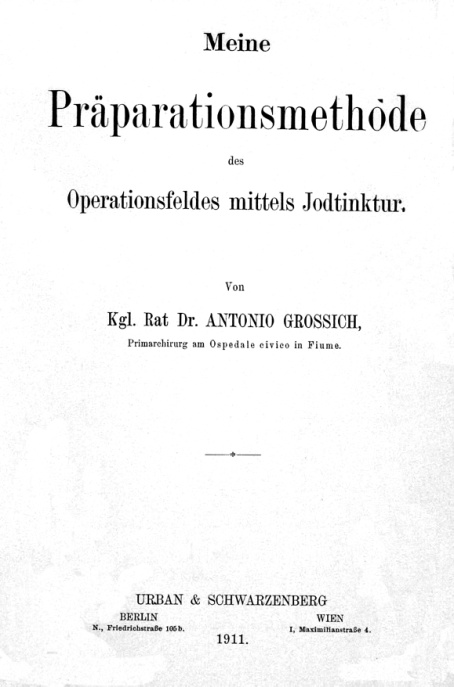 Meine
Präparationsmethode
des
Operationsfeldes mittels Jodtinktur.
Von
Kgl. Rat Dr. ANTONIO GROSSICH,
Primarchirurg am Ospedale civico in Fiume.
URBAN & SCHWARZENBERG
BERLIN WIEN
N., Friedrichstraße 105b. I, Maximilianstraße 4.
1911.